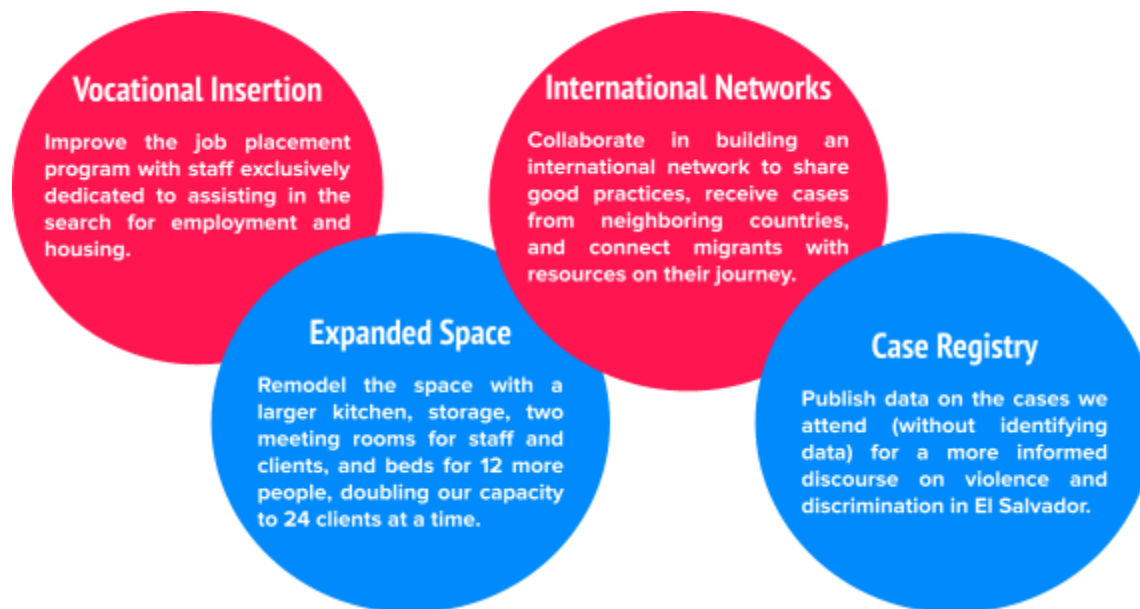 Vocational Insertion
Improve the job placement
program with staff exclusively
dedicated to assisting in the
search for employment and
housing.
International Networks
Collaborate in building an
international network to share
good practices, receive cases
from neighboring countries,
and connect migrants with
resources on their journey.
Expanded Space
Remodel the space with a
larger kitchen, storage, two
meeting rooms for staff and
clients, and beds for 12 more
people, doubling our capacity
to 24 clients at a time.
Case Registry
Publish data on the cases we
attend (without identifying
data) for a more informed
discourse on violence and
discrimination in El Salvador.